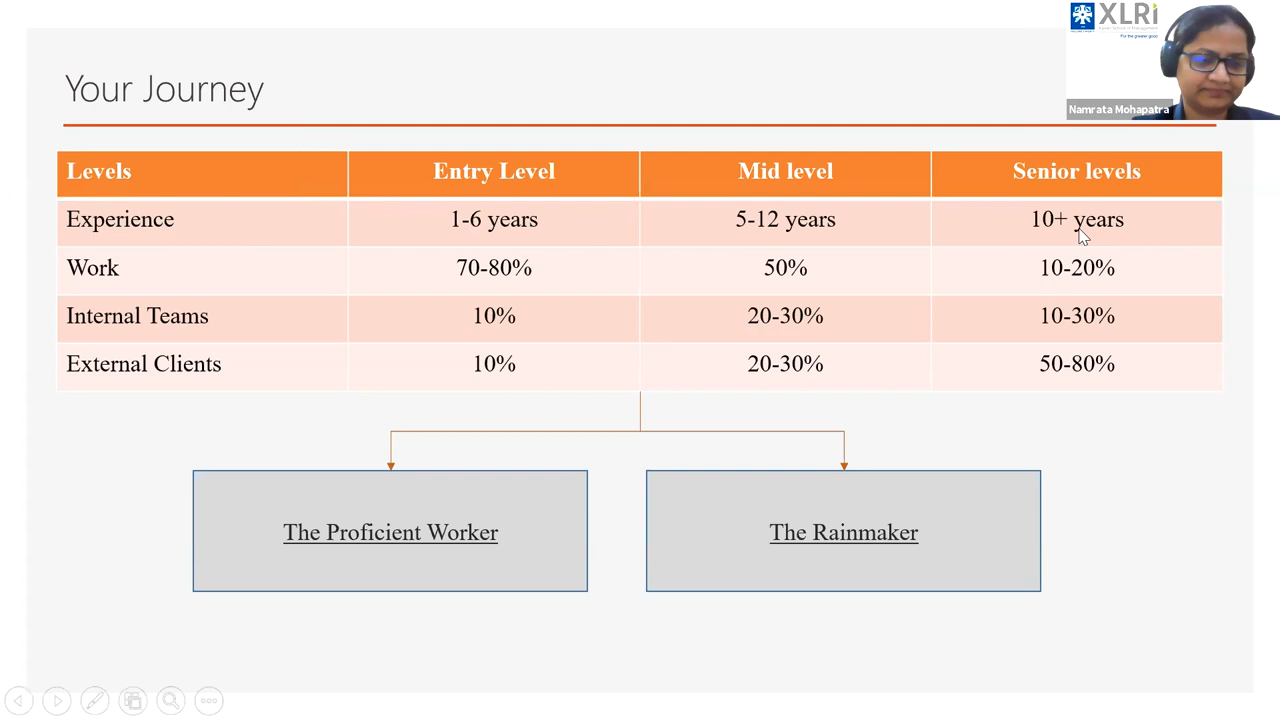 XLRI
For the greater good
Namrata Mohapatra
Your Journey
Levels Entry Level Mid level Senior levels
Experience 1-6 years 5-12 years 10+ years
Work 70-80% 50% 10-20%
Internal Teams 10% 20-30% 10-30%
External Clients 10% 20-30% 50-80%
The Proficient Worker The Rainmaker